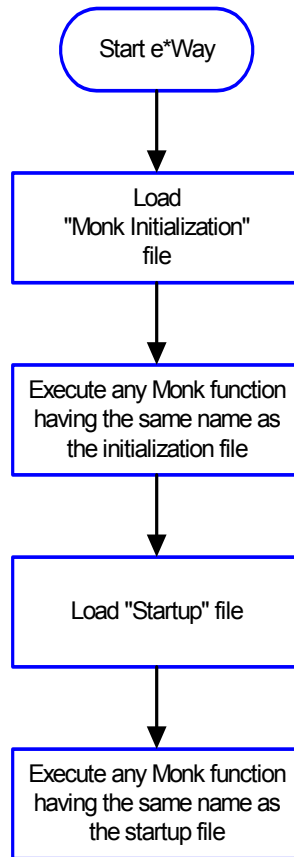 Start e*Way
Load
"Monk Initialization"
file
Execute any Monk function
having the same name as
the initialization file
Load "Startup" file
Execute any Monk function
having the same name as
the startup file